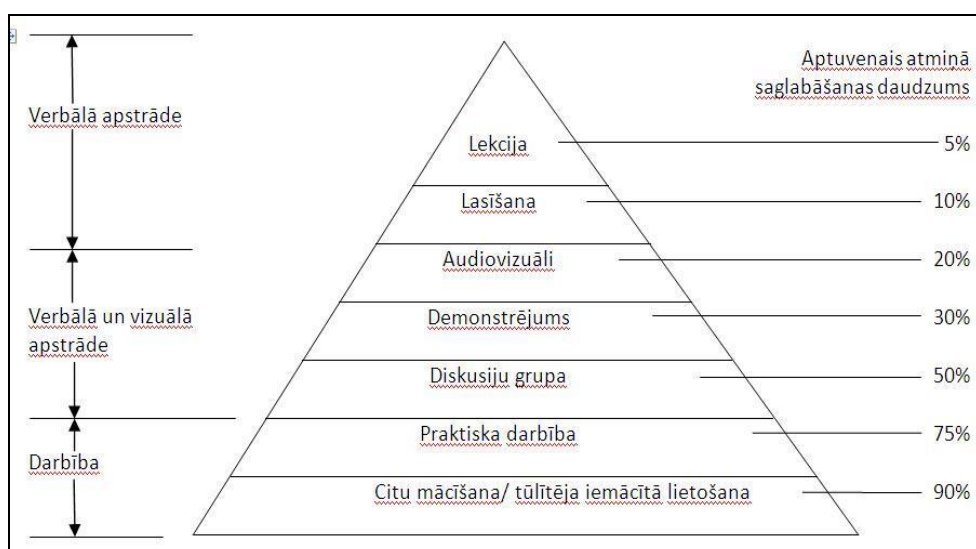 Aptuvenais atmiņā
saglabāšanas daudzums
Verbālā apstrāde
Lekcija
5%
Lasīšana
10%
Audiovizuāli
20%
Verbālā un vizuālā
apstrāde
Demonstrējums
30%
Diskusiju grupa
50%
Praktiska darbība
75%
Darbība
Citu mācīšana/ tūlītēja iemācītā lietošana
90%